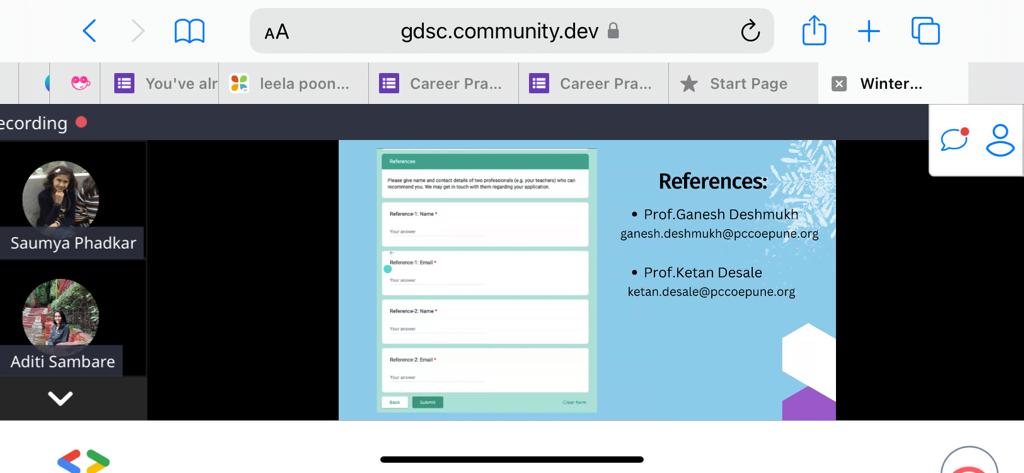 AA
gdsc.community.dev
You've alr
leela poon...
Career Pra...
Career Pra...
Start Page
Winter...
ecording
Saumya Phadkar
Aditi Sambare
References
Please give name and contact details of two professionals (e.g. your teachers) who can
recommend you. We may get in touch with them regarding your application.
Reference-1: Name *
Your answer
Reference-1: Email *
Your answer
Reference-2: Name *
Your answer
Reference-2: Email *
Your answer
Back
Submit
Clear form
References:
• Prof.Ganesh Deshmukh
ganesh.deshmukh@pccoepune.org
• Prof.Ketan Desale
ketan.desale@pccoepune.org